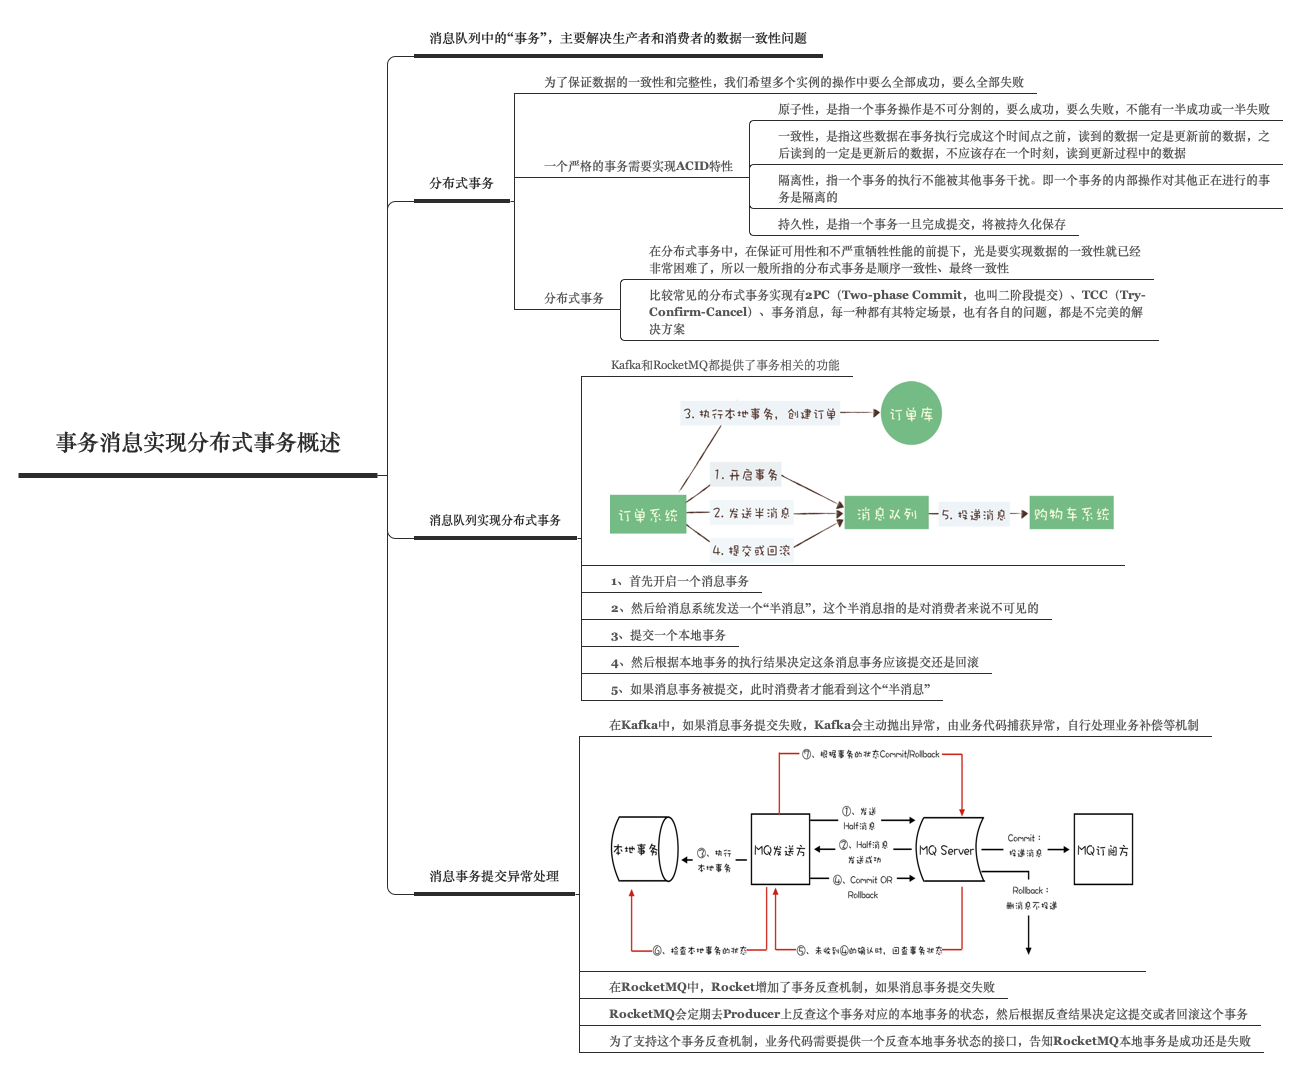 消息队列中的“事务”，主要解决生产者和消费者的数据一致性问题
为了保证数据的一致性和完整性，我们希望多个实例的操作中要么全部成功，要么全部失败
原子性，是指一个事务操作是不可分割的，要么成功，要么失败，不能有一半成功或一半失败
一致性，是指这些数据在事务执行完成这个时间点之前，读到的数据一定是更新前的数据，之
后读到的一定是更新后的数据，不应该存在一个时刻，读到更新过程中的数据
一个严格的事务需要实现ACID特性
隔离性，指一个事务的执行不能被其他事务干扰。即一个事务的内部操作对其他正在进行的事
务是隔离的
分布式事务
持久性，是指一个事务一旦完成提交，将被持久化保存
在分布式事务中，在保证可用性和不严重牺牲性能的前提下，光是要实现数据的一致性就已经
非常困难了，所以一般所指的分布式事务是顺序一致性、最终一致性
分布式事务
比较常见的分布式事务实现有2PC（Two-phase Commit，也叫二阶段提交）、TCC（Try-
Confirm-Cancel）、事务消息，每一种都有其特定场景，也有各自的问题，都是不完美的解
决方案
事务消息实现分布式事务概述
Kafka和RocketMQ都提供了事务相关的功能
3. 执行本地事务，创建订单
订单库
1. 开启事务
订单系统
2. 发送半消息
消息队列
5. 投递消息
购物车系统
4. 提交或回滚
消息队列实现分布式事务
1、首先开启一个消息事务
2、然后给消息系统发送一个“半消息”，这个半消息指的是对消费者来说不可见的
3、提交一个本地事务
4、然后根据本地事务的执行结果决定这条消息事务应该提交还是回滚
5、如果消息事务被提交，此时消费者才能看到这个“半消息”
在Kafka中，如果消息事务提交失败，Kafka会主动抛出异常，由业务代码捕获异常，自行处理业务补偿等机制
⑦、根据事务的状态Commit/Rollback
①、发送
Half消息
本地事务
③、执行
本地事务
MQ发送方
②、Half消息
发送成功
MQ Server
Commit：
投递消息
MQ订阅方
④、Commit OR
Rollback
Rollback：
删消息不投递
⑥、检查本地事务的状态
⑤、未收到④的确认时，回查事务状态
消息事务提交异常处理
在RocketMQ中，Rocket增加了事务反查机制，如果消息事务提交失败
RocketMQ会定期去Producer上反查这个事务对应的本地事务的状态，然后根据反查结果决定这提交或者回滚这个事务
为了支持这个事务反查机制，业务代码需要提供一个反查本地事务状态的接口，告知RocketMQ本地事务是成功还是失败